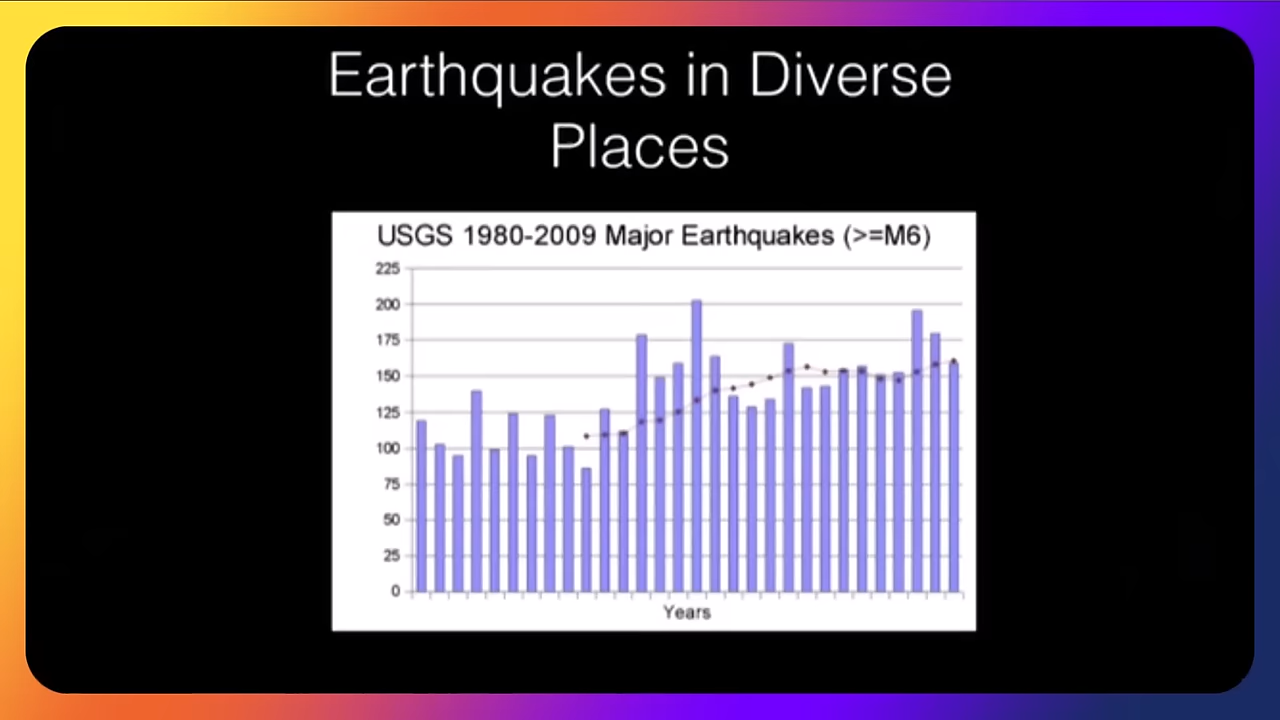 Earthquakes in Diverse
Places
USGS 1980-2009 Major Earthquakes (>=M6)
225
200
175
150
125
100
75
50
25
0
Years